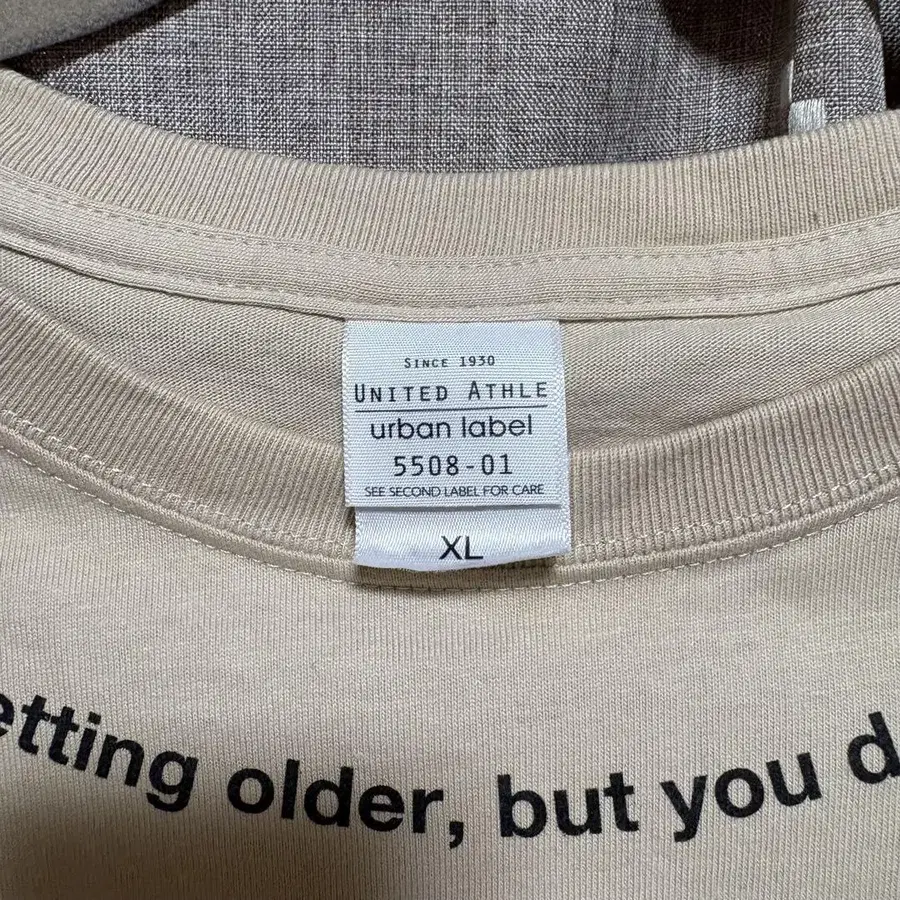 SINCE 1930
UNITED ATHLE
urban label
5508-01
SEE SECOND LABEL FOR CARE
XL
etting older, but you d